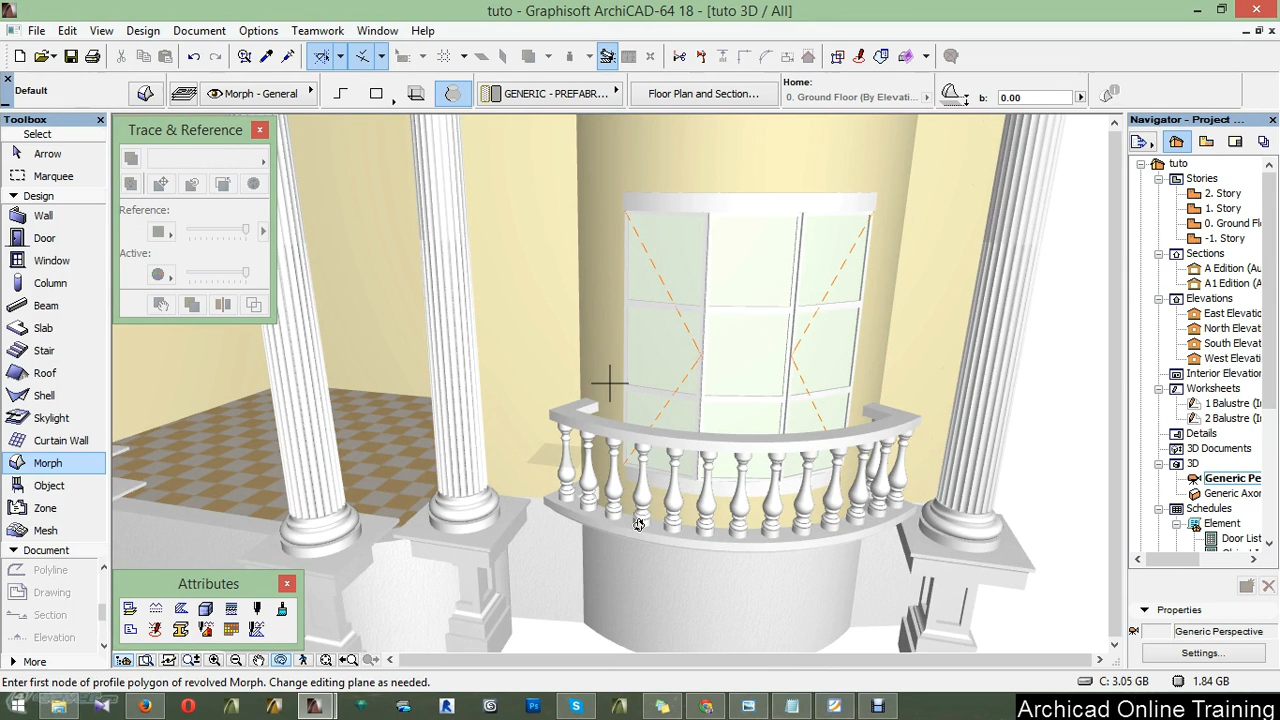 tuto - Graphisoft ArchiCAD-64 18 - [tuto 3D / All]
File Edit View Design Document Options Teamwork Window Help
Default
Morph - General
GENERIC - PREFABR...
Floor Plan and Section...
Home:
0. Ground Floor (By Elevati...
b: 0.00
Toolbox
Select
Arrow
Marquee
Design
Wall
Door
Window
Column
Beam
Slab
Stair
Roof
Shell
Skylight
Curtain Wall
Morph
Object
Zone
Mesh
Document
Polyline
Drawing
Section
Elevation
More
Trace & Reference
Reference:
Active:
Attributes
Navigator - Project ...
tuto
Stories
2. Story
1. Story
0. Ground Fl
-1. Story
Sections
A Edition (Au
A1 Edition (A
Elevations
East Elevatio
North Elevat
South Elevat
West Elevati
Interior Elevation
Worksheets
1 Balustre (In
2 Balustre (In
Details
3D Documents
3D
Generic Pe
Generic Axor
Schedules
Element
Door List
Properties
Generic Perspective
Settings...
Enter first node of profile polygon of revolved Morph. Change editing plane as needed.
C: 3.05 GB
1.84 GB
Archicad Online Training